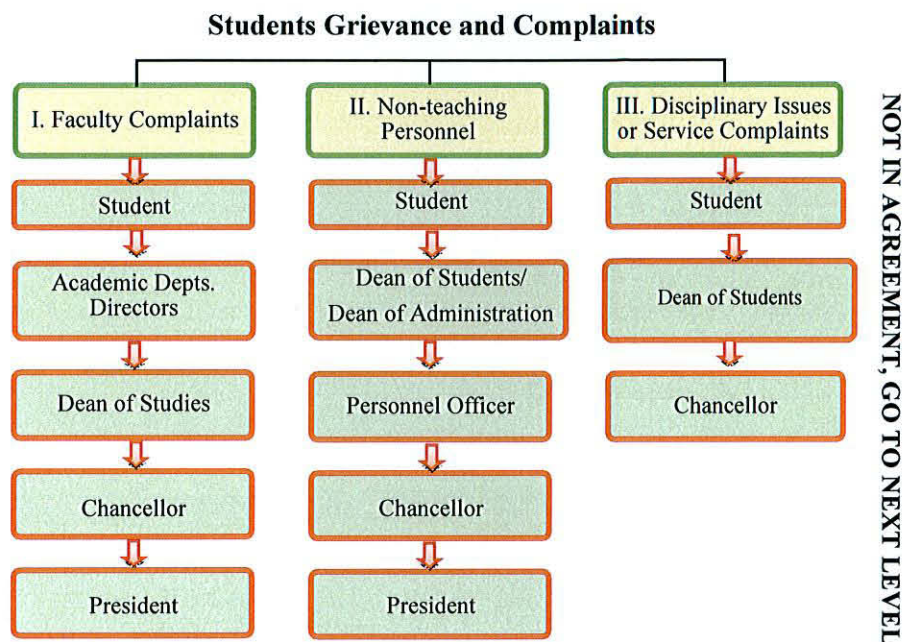 Students Grievance and Complaints
I. Faculty Complaints
Student
Academic Depts.
Directors
Dean of Studies
Chancellor
President
II. Non-teaching
Personnel
Student
Dean of Students/
Dean of Administration
Personnel Officer
Chancellor
President
III. Disciplinary Issues
or Service Complaints
Student
Dean of Students
Chancellor
NOT IN AGREEMENT, GO TO NEXT LEVEL